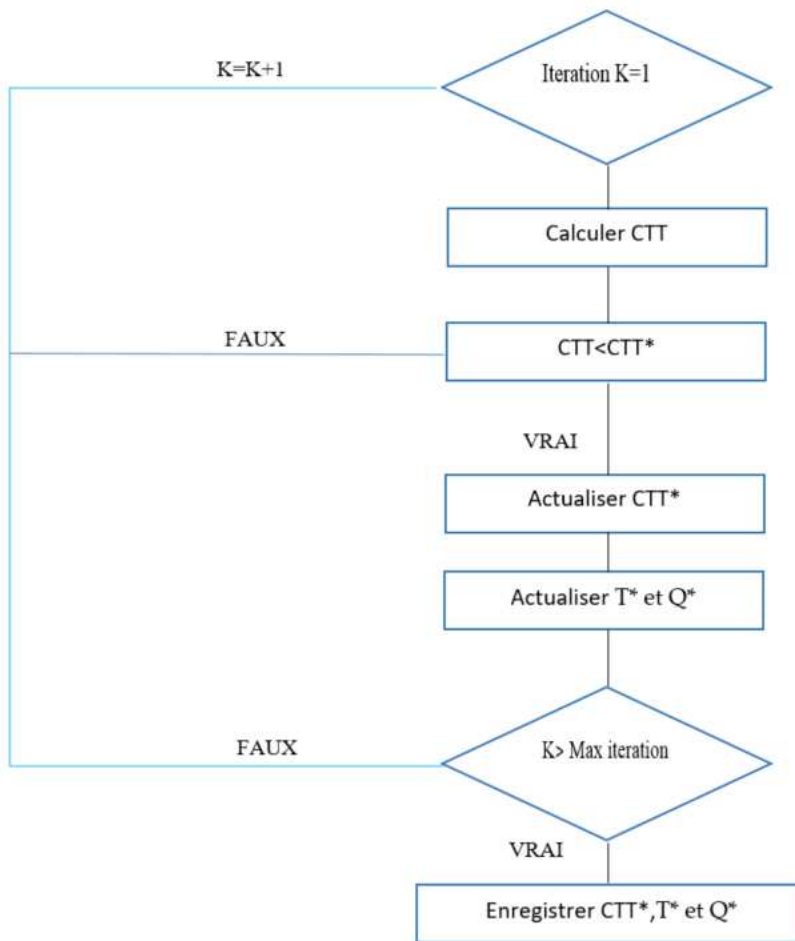 K=K+1
Iteration K=1
Calculer CTT
FAUX
CTT<CTT*
VRAI
Actualiser CTT*
Actualiser T* et Q*
FAUX
K> Max iteration
VRAI
Enregistrer CTT*,T* et Q*